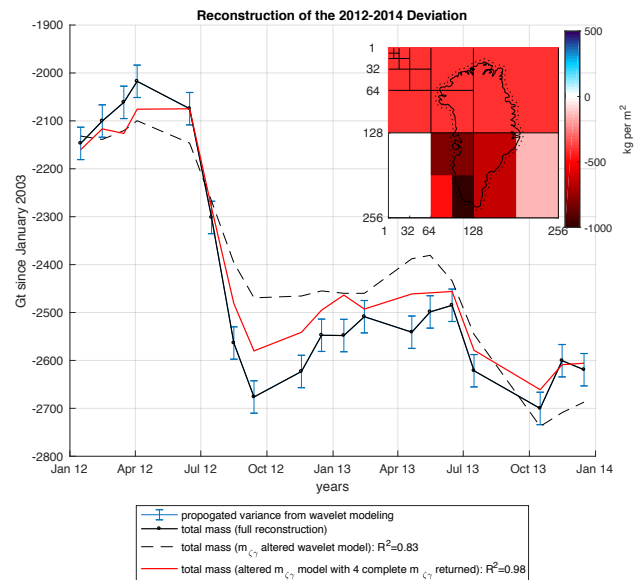 Reconstruction of the 2012-2014 Deviation
-1900
-2000
-2100
-2200
-2300
-2400
-2500
-2600
-2700
-2800
Gt since January 2003
Jan 12
Apr 12
Jul 12
Oct 12
Jan 13
Apr 13
Jul 13
Oct 13
Jan 14
years
1
32
64
128
256
1
32
64
128
256
500
0
-500
-1000
kg per m²
propogated variance from wavelet modeling
total mass (full reconstruction)
total mass (m_ζγ altered wavelet model): R²=0.83
total mass (altered m_ζγ model with 4 complete m_ζγ returned): R²=0.98